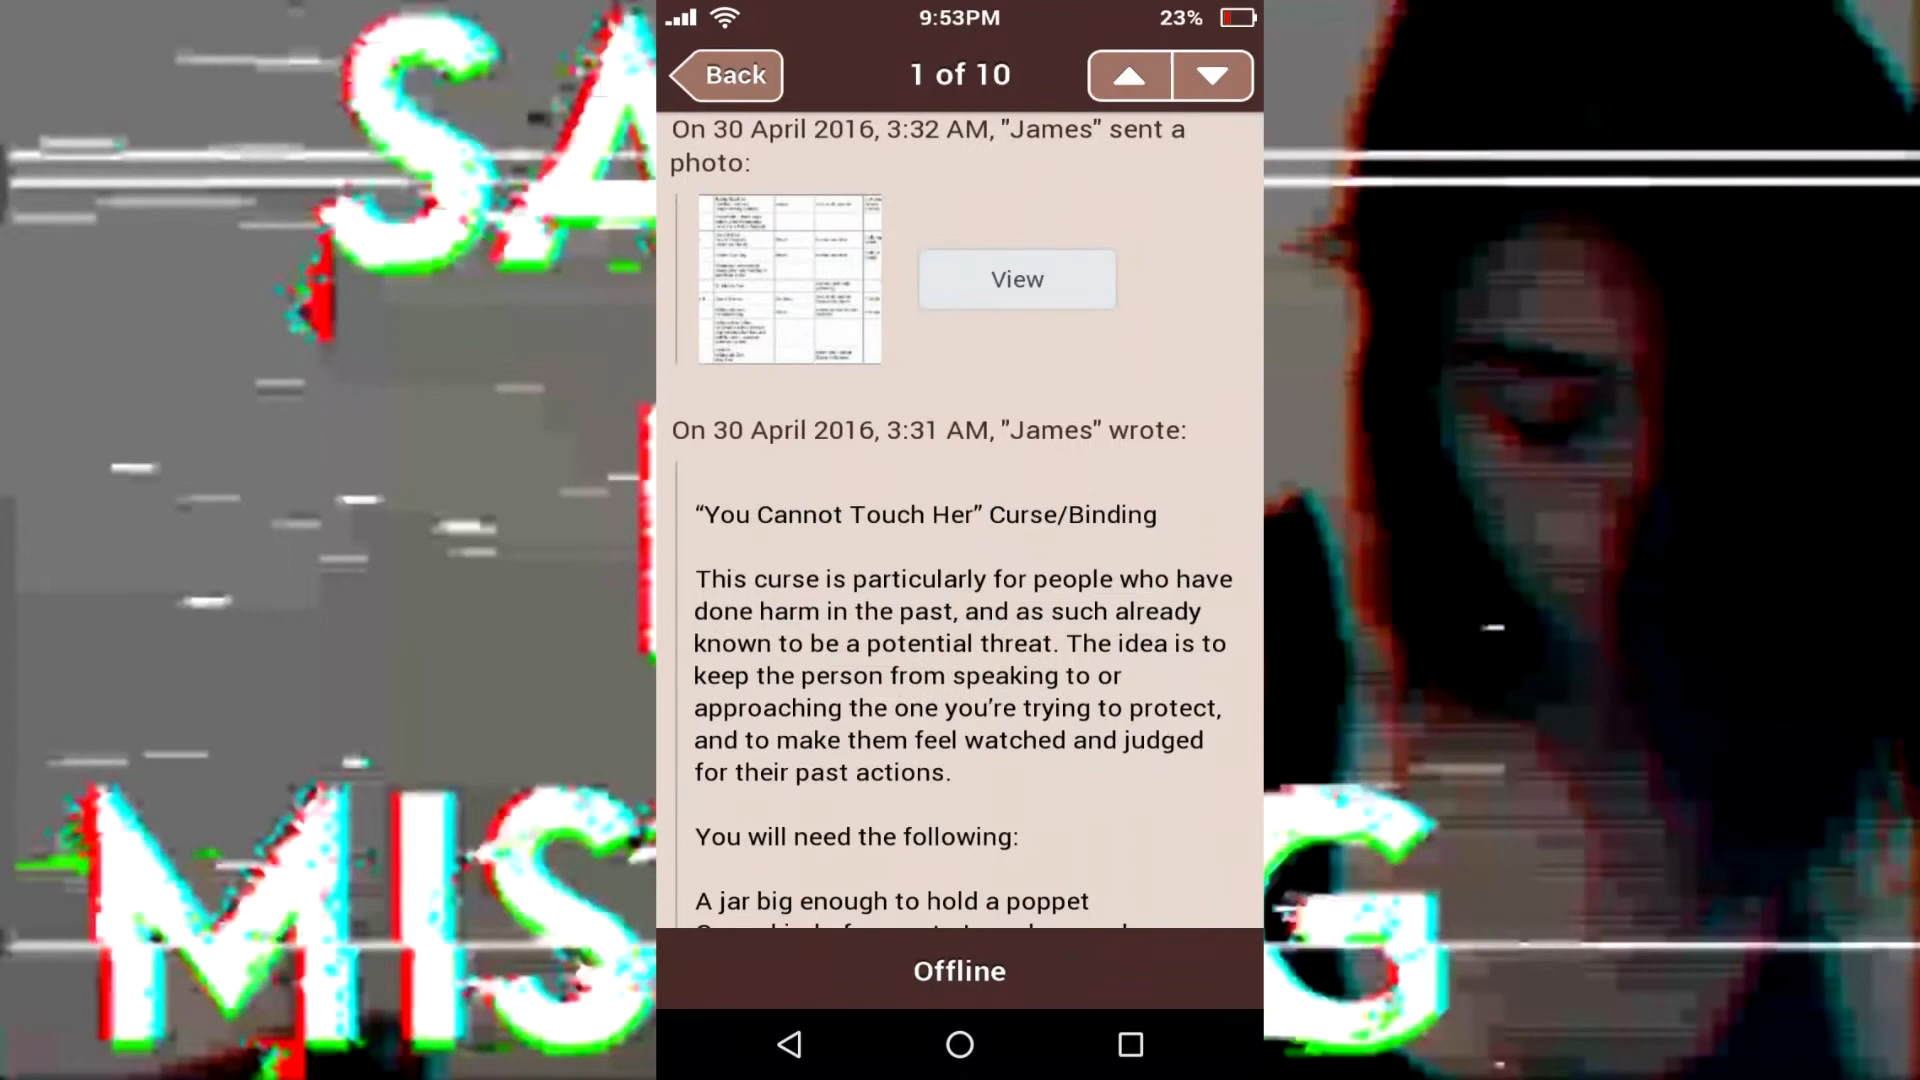 SA
MIS
G
9:53PM
23%
Back
1 of 10
On 30 April 2016, 3:32 AM, "James" sent a
photo:
View
On 30 April 2016, 3:31 AM, "James" wrote:
“You Cannot Touch Her” Curse/Binding
This curse is particularly for people who have
done harm in the past, and as such already
known to be a potential threat. The idea is to
keep the person from speaking to or
approaching the one you’re trying to protect,
and to make them feel watched and judged
for their past actions.
You will need the following:
A jar big enough to hold a poppet
Offline